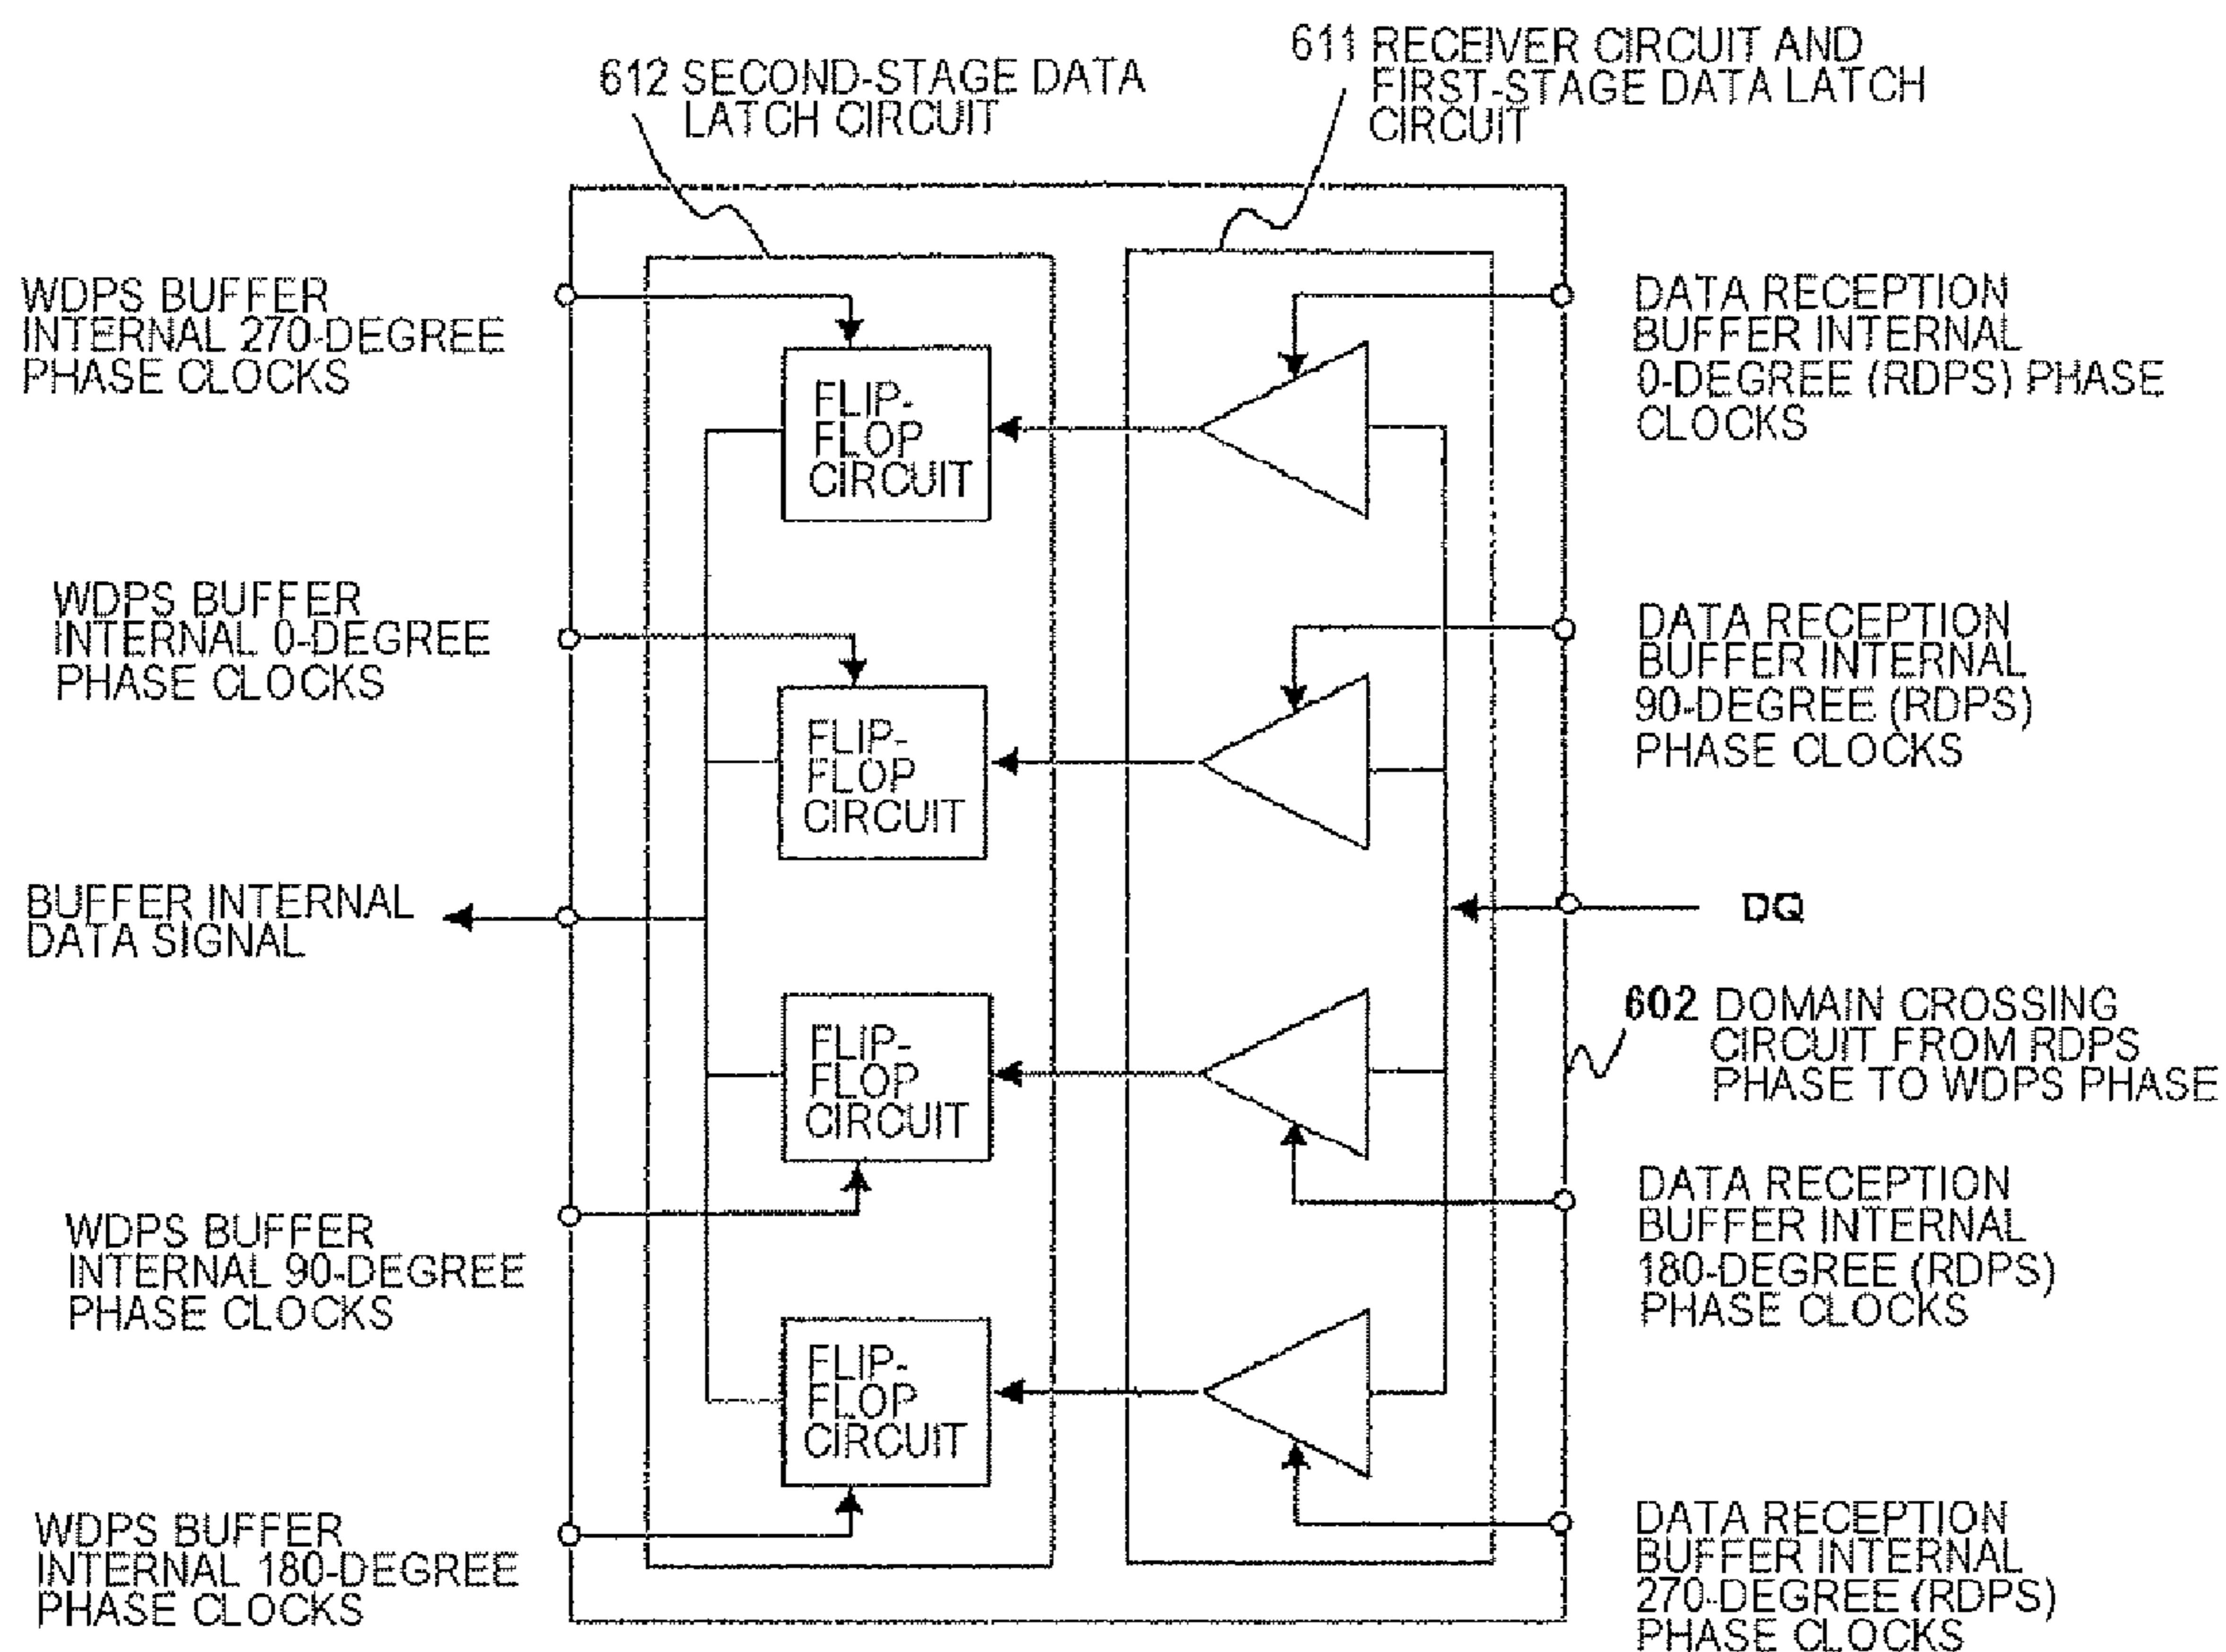 612 SECOND-STAGE DATA
LATCH CIRCUIT
611 RECEIVER CIRCUIT AND
FIRST-STAGE DATA LATCH
CIRCUIT
WDPS BUFFER
INTERNAL 270-DEGREE
PHASE CLOCKS
FLIP-
FLOP
CIRCUIT
DATA RECEPTION
BUFFER INTERNAL
0-DEGREE (RDPS) PHASE
CLOCKS
WDPS BUFFER
INTERNAL 0-DEGREE
PHASE CLOCKS
FLIP-
FLOP
CIRCUIT
DATA RECEPTION
BUFFER INTERNAL
90-DEGREE (RDPS)
PHASE CLOCKS
BUFFER INTERNAL
DATA SIGNAL
DQ
602 DOMAIN CROSSING
CIRCUIT FROM RDPS
PHASE TO WDPS PHASE
FLIP-
FLOP
CIRCUIT
WDPS BUFFER
INTERNAL 90-DEGREE
PHASE CLOCKS
DATA RECEPTION
BUFFER INTERNAL
180-DEGREE (RDPS)
PHASE CLOCKS
FLIP-
FLOP
CIRCUIT
WDPS BUFFER
INTERNAL 180-DEGREE
PHASE CLOCKS
DATA RECEPTION
BUFFER INTERNAL
270-DEGREE (RDPS)
PHASE CLOCKS